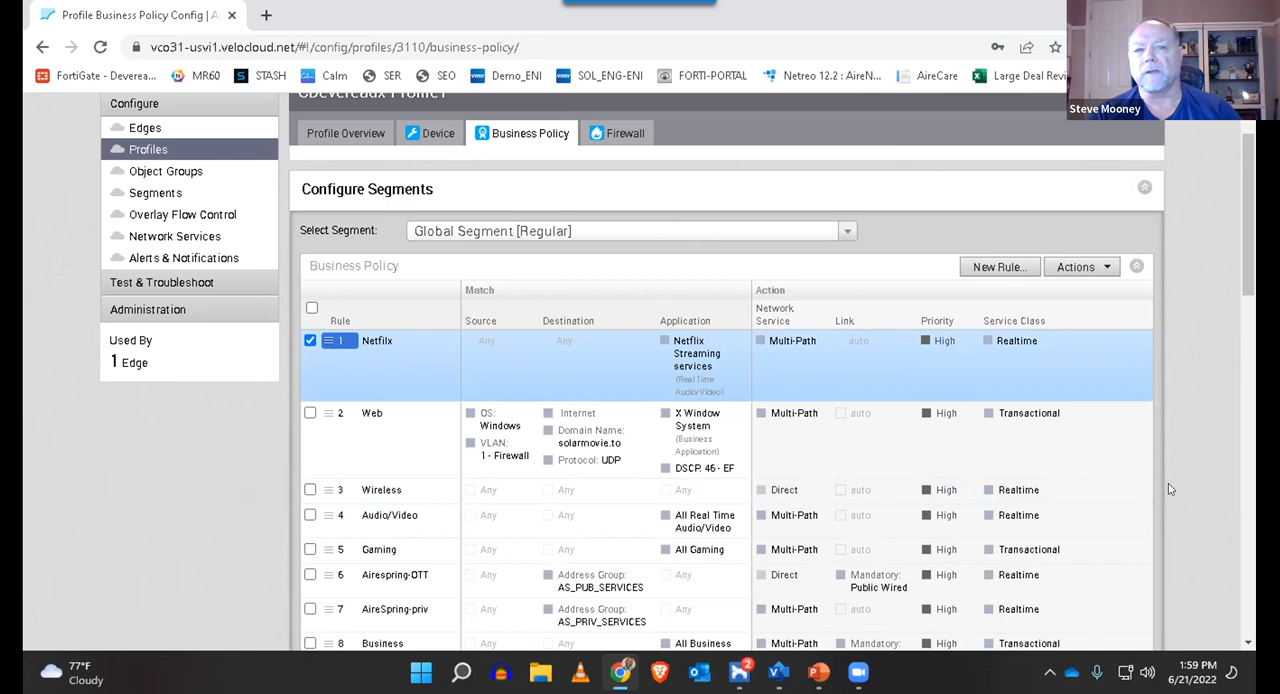 Profile Business Policy Config | A
vco31-usvi1.velocloud.net/#!/config/profiles/3110/business-policy/
FortiGate - Deverea... MR60 STASH Calm SER SEO Demo_ENI SOL_ENG-ENI FORTI-PORTAL Netreo 12.2 : AireN... AireCare Large Deal Revi
Steve Mooney
Configure
Edges
Profiles
Object Groups
Segments
Overlay Flow Control
Network Services
Alerts & Notifications
Test & Troubleshoot
Administration
Used By
1 Edge
Profile Overview Device Business Policy Firewall
Configure Segments
Select Segment: Global Segment [Regular]
Business Policy New Rule... Actions
Match Action
Rule Source Destination Application Network Service Link Priority Service Class
1 Netfilx Any Any Netflix Streaming services (Real Time Audio/Video) Multi-Path auto High Realtime
2 Web OS: Windows VLAN: 1 - Firewall Internet Domain Name: solarmovie.to Protocol: UDP X Window System (Business Application) DSCP: 46 - EF Multi-Path auto High Transactional
3 Wireless Any Any Any Direct auto High Realtime
4 Audio/Video Any Any All Real Time Audio/Video Multi-Path auto High Realtime
5 Gaming Any Any All Gaming Multi-Path auto High Transactional
6 Airespring-OTT Any Address Group: AS_PUB_SERVICES Any Direct Mandatory: Public Wired High Realtime
7 AireSpring-priv Any Address Group: AS_PRIV_SERVICES Any Multi-Path auto High Realtime
8 Business Any Any All Business Multi-Path Mandatory: High Transactional
77°F
Cloudy
2
1:59 PM
6/21/2022